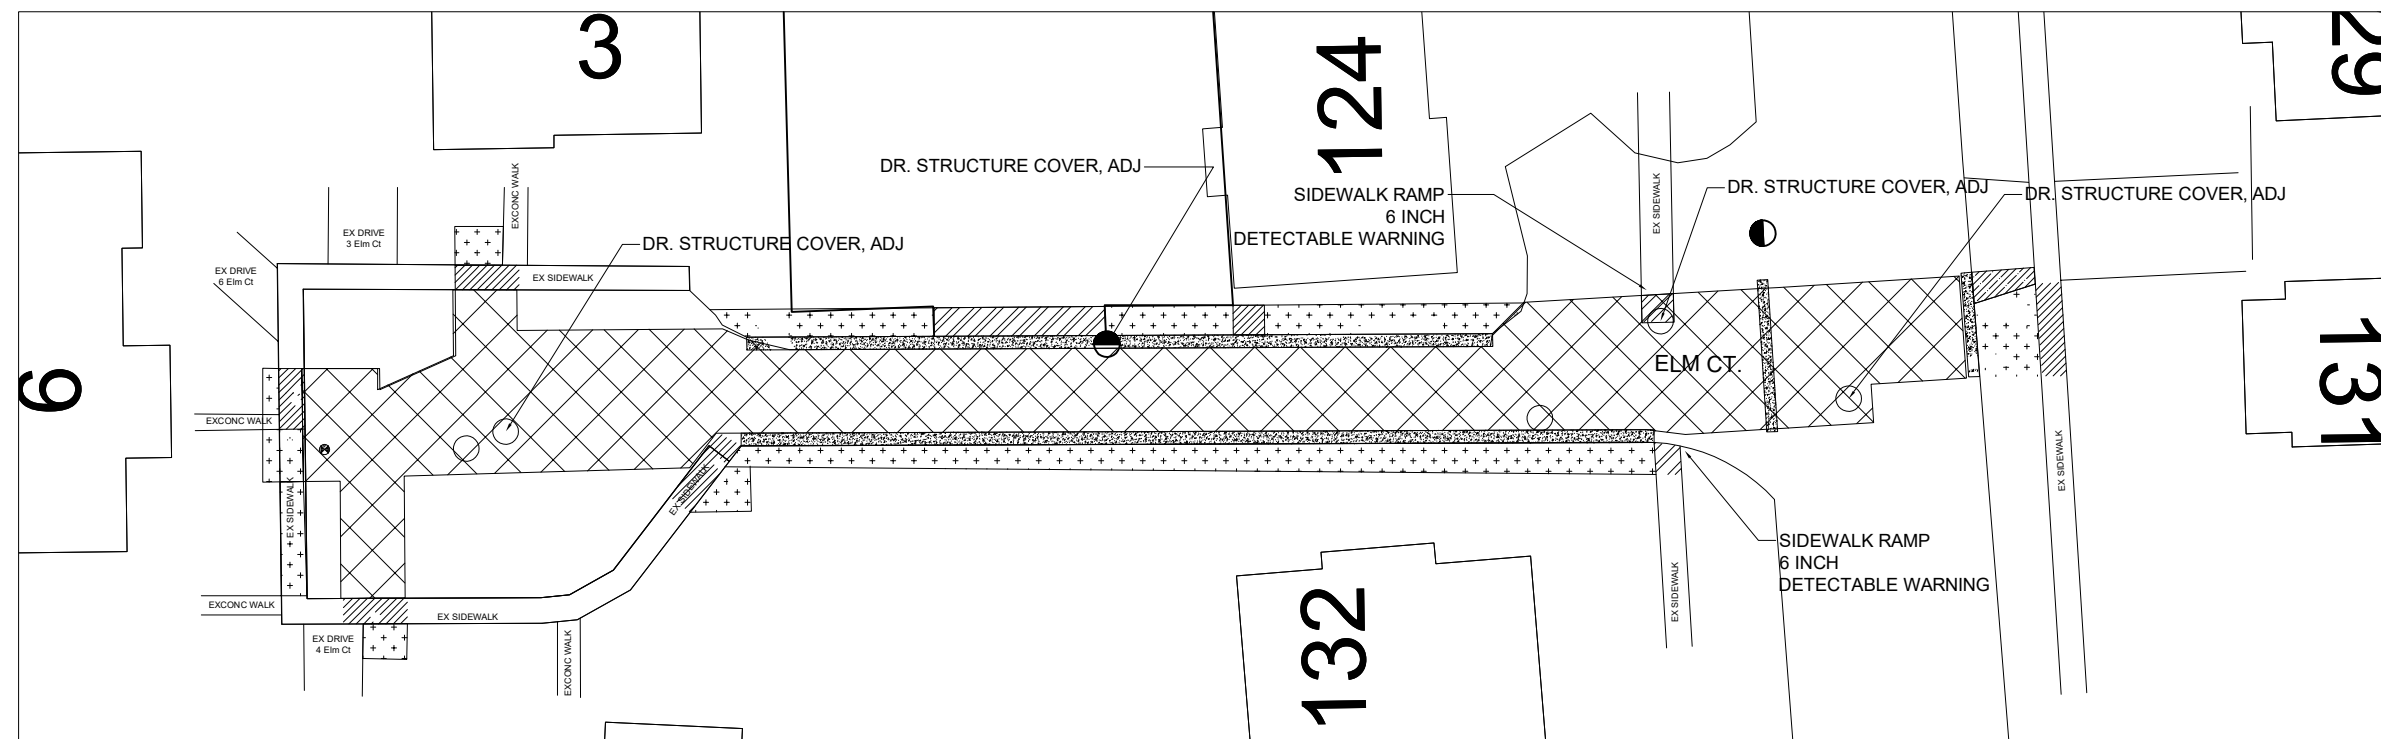 3
124
29
DR. STRUCTURE COVER, ADJ
SIDEWALK RAMP
6 INCH
DETECTABLE WARNING
EX SIDEWALK
DR. STRUCTURE COVER, ADJ
DR. STRUCTURE COVER, ADJ
EXCONC WALK
EX DRIVE
3 Elm Ct
DR. STRUCTURE COVER, ADJ
EX DRIVE
6 Elm Ct
EX SIDEWALK
ELM CT.
6
131
EXCONC WALK
EX SIDEWALK
EX SIDEWALK
EX SIDEWALK
SIDEWALK RAMP
6 INCH
DETECTABLE WARNING
EX SIDEWALK
EXCONC WALK
EX SIDEWALK
EX DRIVE
4 Elm Ct
EXCONC WALK
132